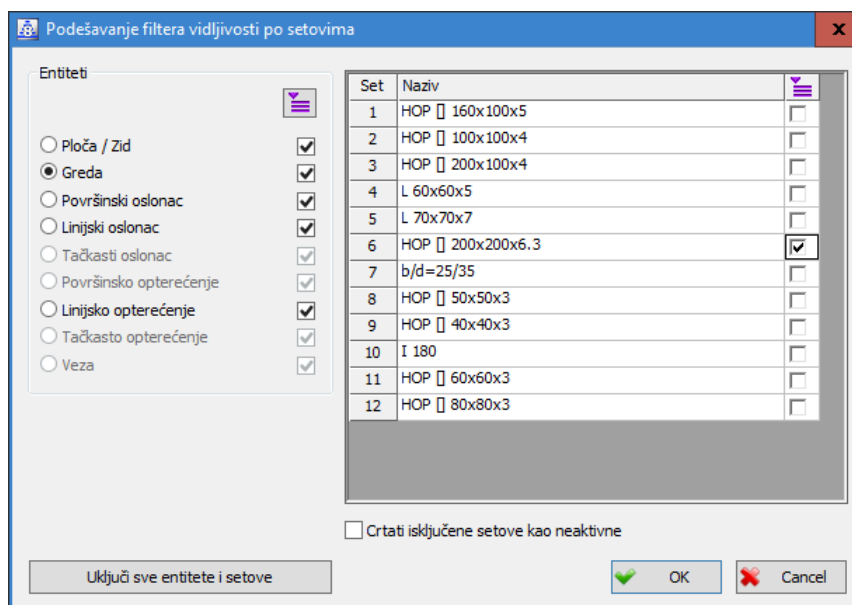 Podešavanje filtera vidljivosti po setovima
x
Entiteti
Ploča / Zid
Greda
Površinski oslonac
Linijski oslonac
Tačkasti oslonac
Površinsko opterećenje
Linijsko opterećenje
Tačkasto opterećenje
Veza
Set Naziv
1 HOP [] 160x100x5
2 HOP [] 100x100x4
3 HOP [] 200x100x4
4 L 60x60x5
5 L 70x70x7
6 HOP [] 200x200x6.3
7 b/d=25/35
8 HOP [] 50x50x3
9 HOP [] 40x40x3
10 I 180
11 HOP [] 60x60x3
12 HOP [] 80x80x3
Crtati isključene setove kao neaktivne
Uključi sve entitete i setove
OK
Cancel